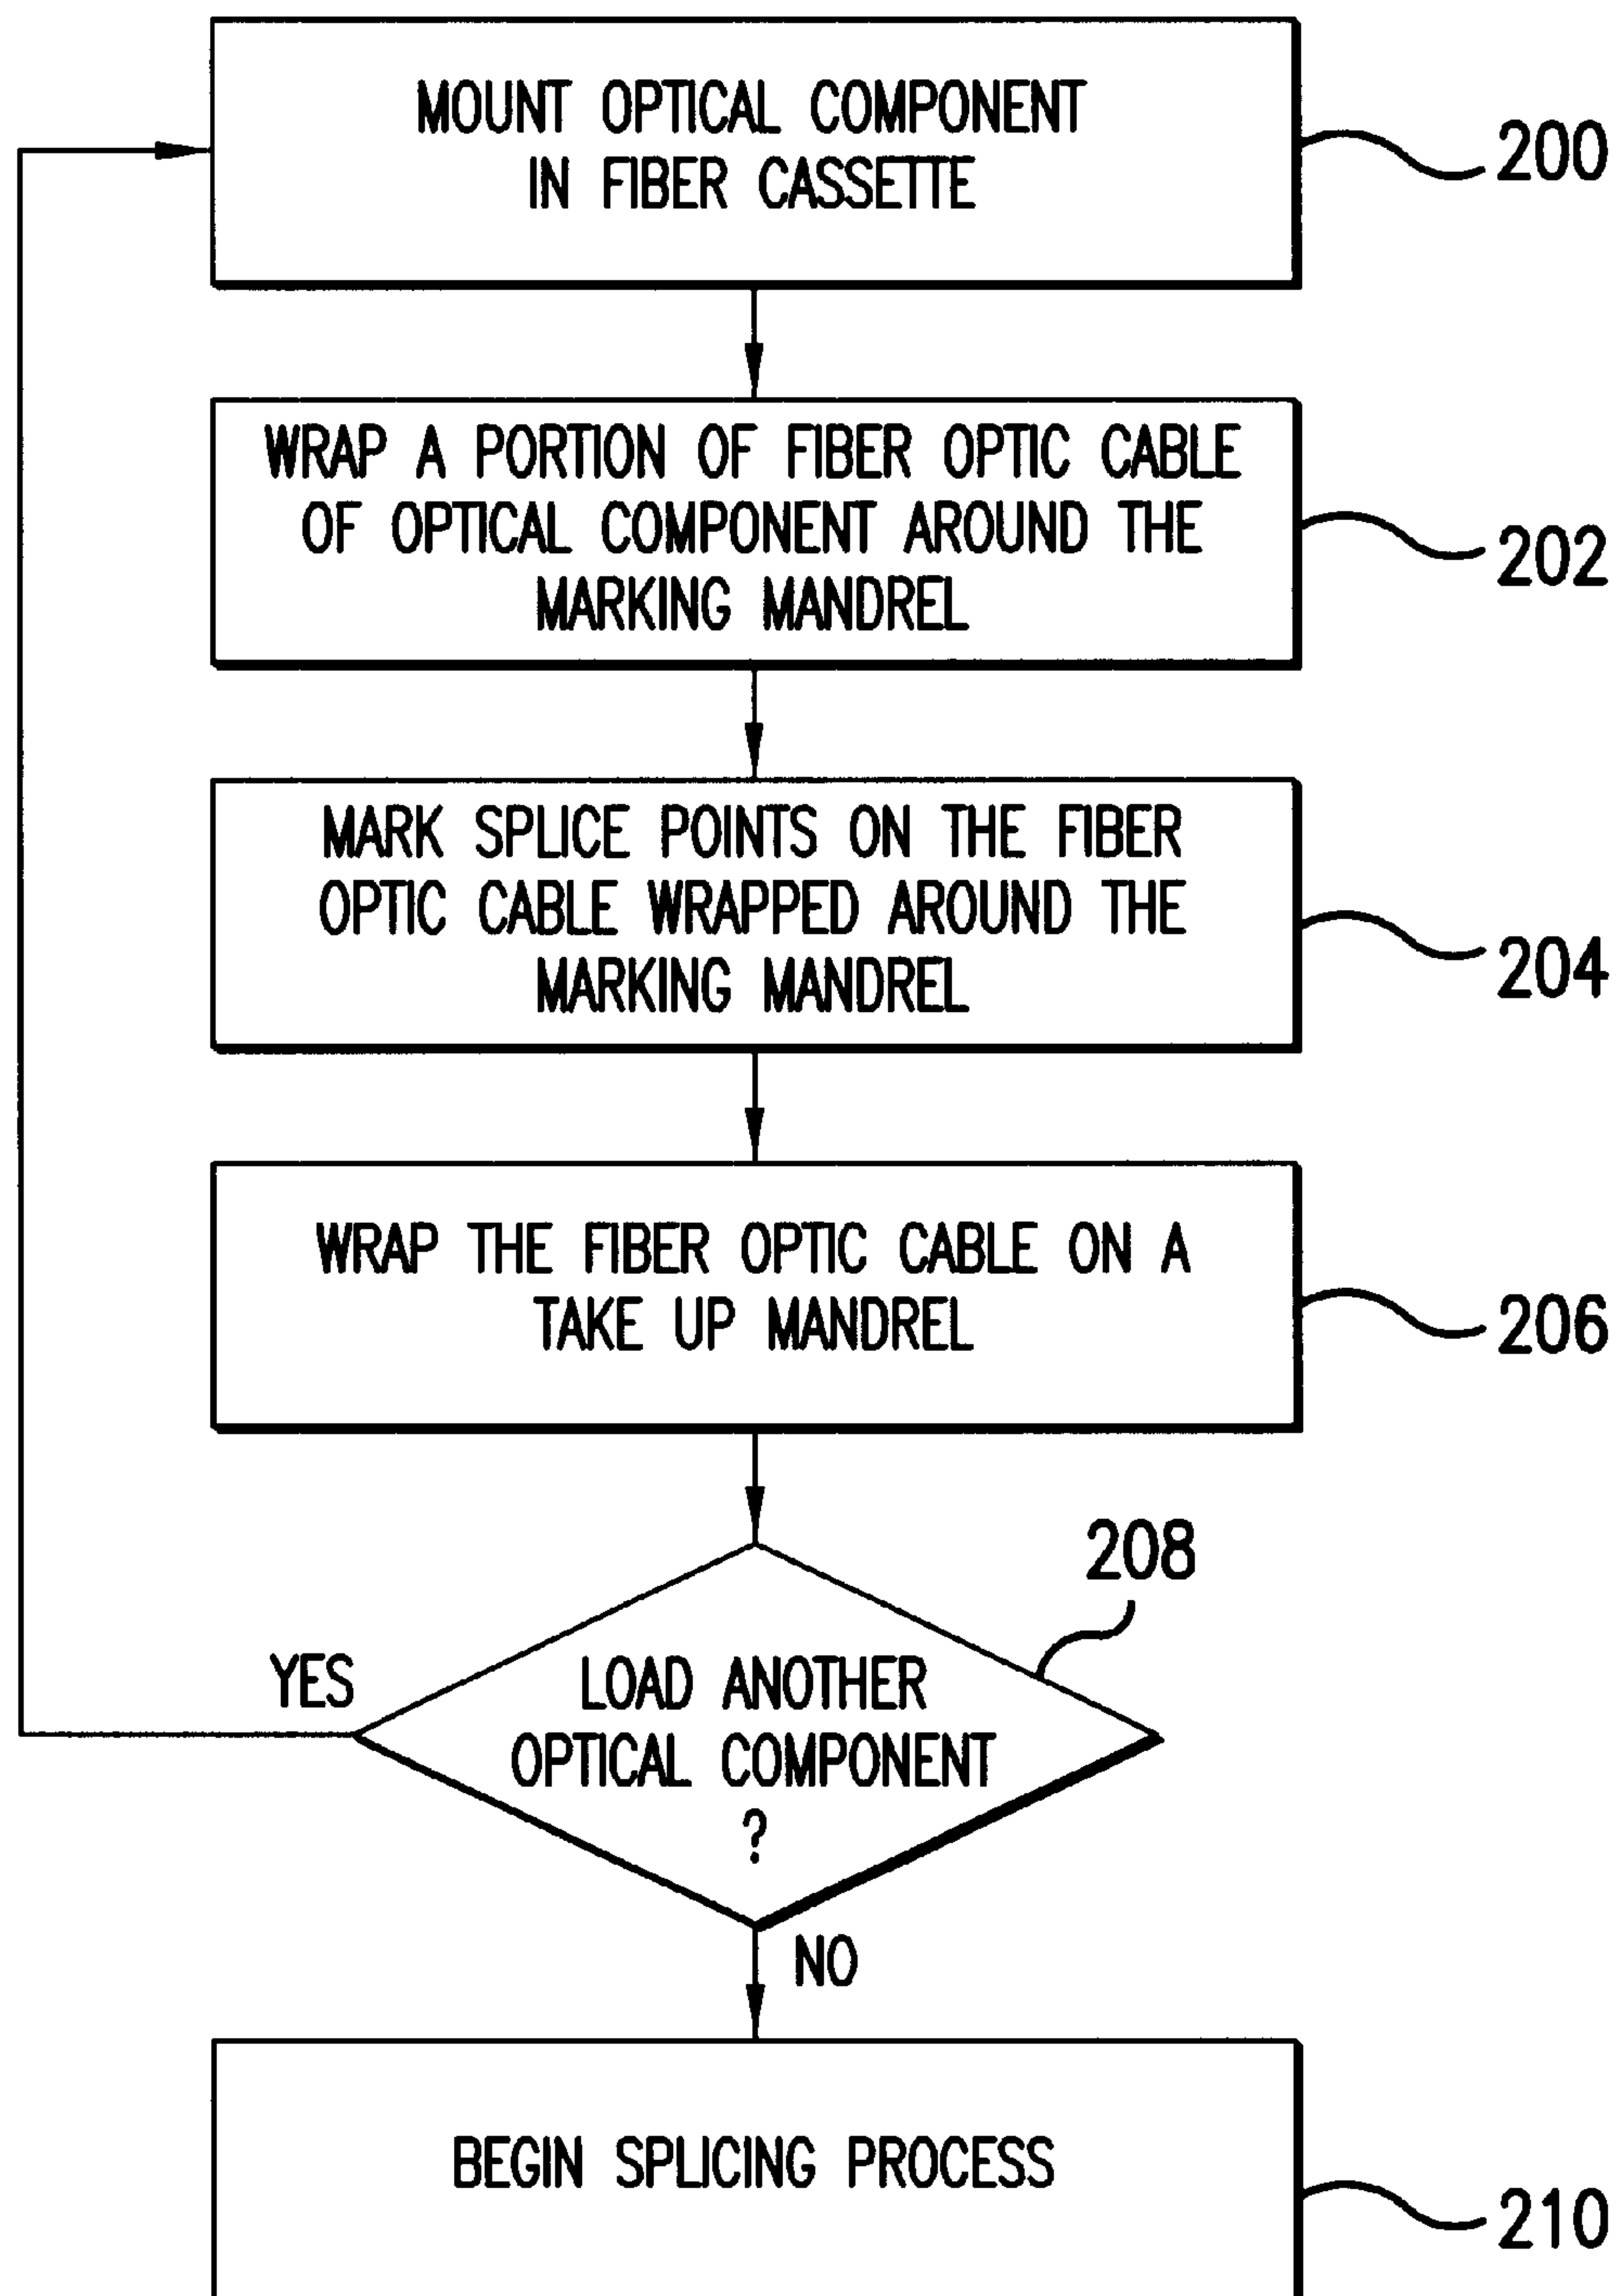 MOUNT OPTICAL COMPONENT
IN FIBER CASSETTE
200
WRAP A PORTION OF FIBER OPTIC CABLE
OF OPTICAL COMPONENT AROUND THE
MARKING MANDREL
202
MARK SPLICE POINTS ON THE FIBER
OPTIC CABLE WRAPPED AROUND THE
MARKING MANDREL
204
WRAP THE FIBER OPTIC CABLE ON A
TAKE UP MANDREL
206
208
YES
LOAD ANOTHER
OPTICAL COMPONENT
?
NO
BEGIN SPLICING PROCESS
210